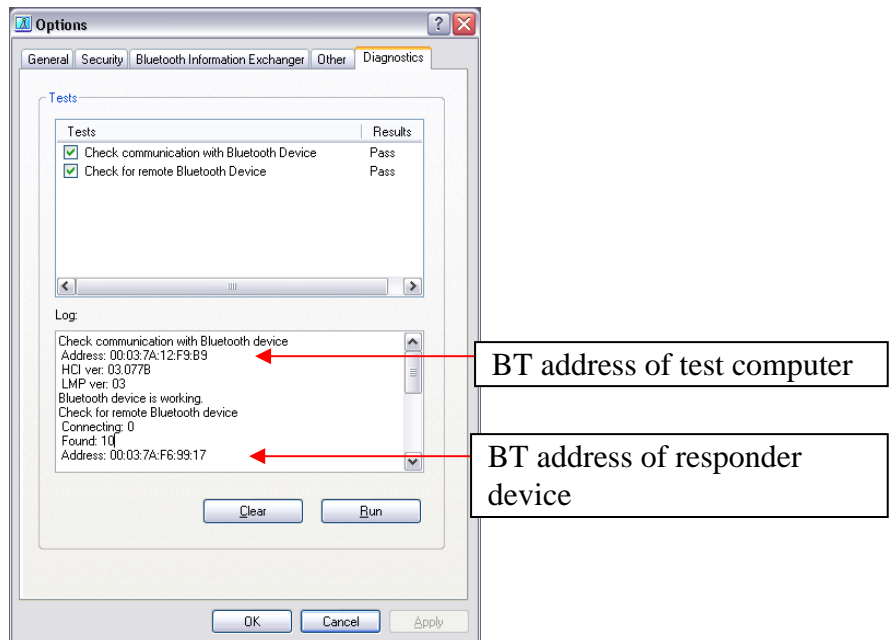 Options
General Security Bluetooth Information Exchanger Other Diagnostics
Tests
Tests Results
Check communication with Bluetooth Device Pass
Check for remote Bluetooth Device Pass
Log:
Check communication with Bluetooth device
Address: 00:03:7A:12:F9:B9
HCI ver: 03.077B
LMP ver: 03
Bluetooth device is working.
Check for remote Bluetooth device
Connecting: 0
Found: 10
Address: 00:03:7A:F6:99:17
BT address of test computer
BT address of responder
device
Clear Run
OK Cancel Apply